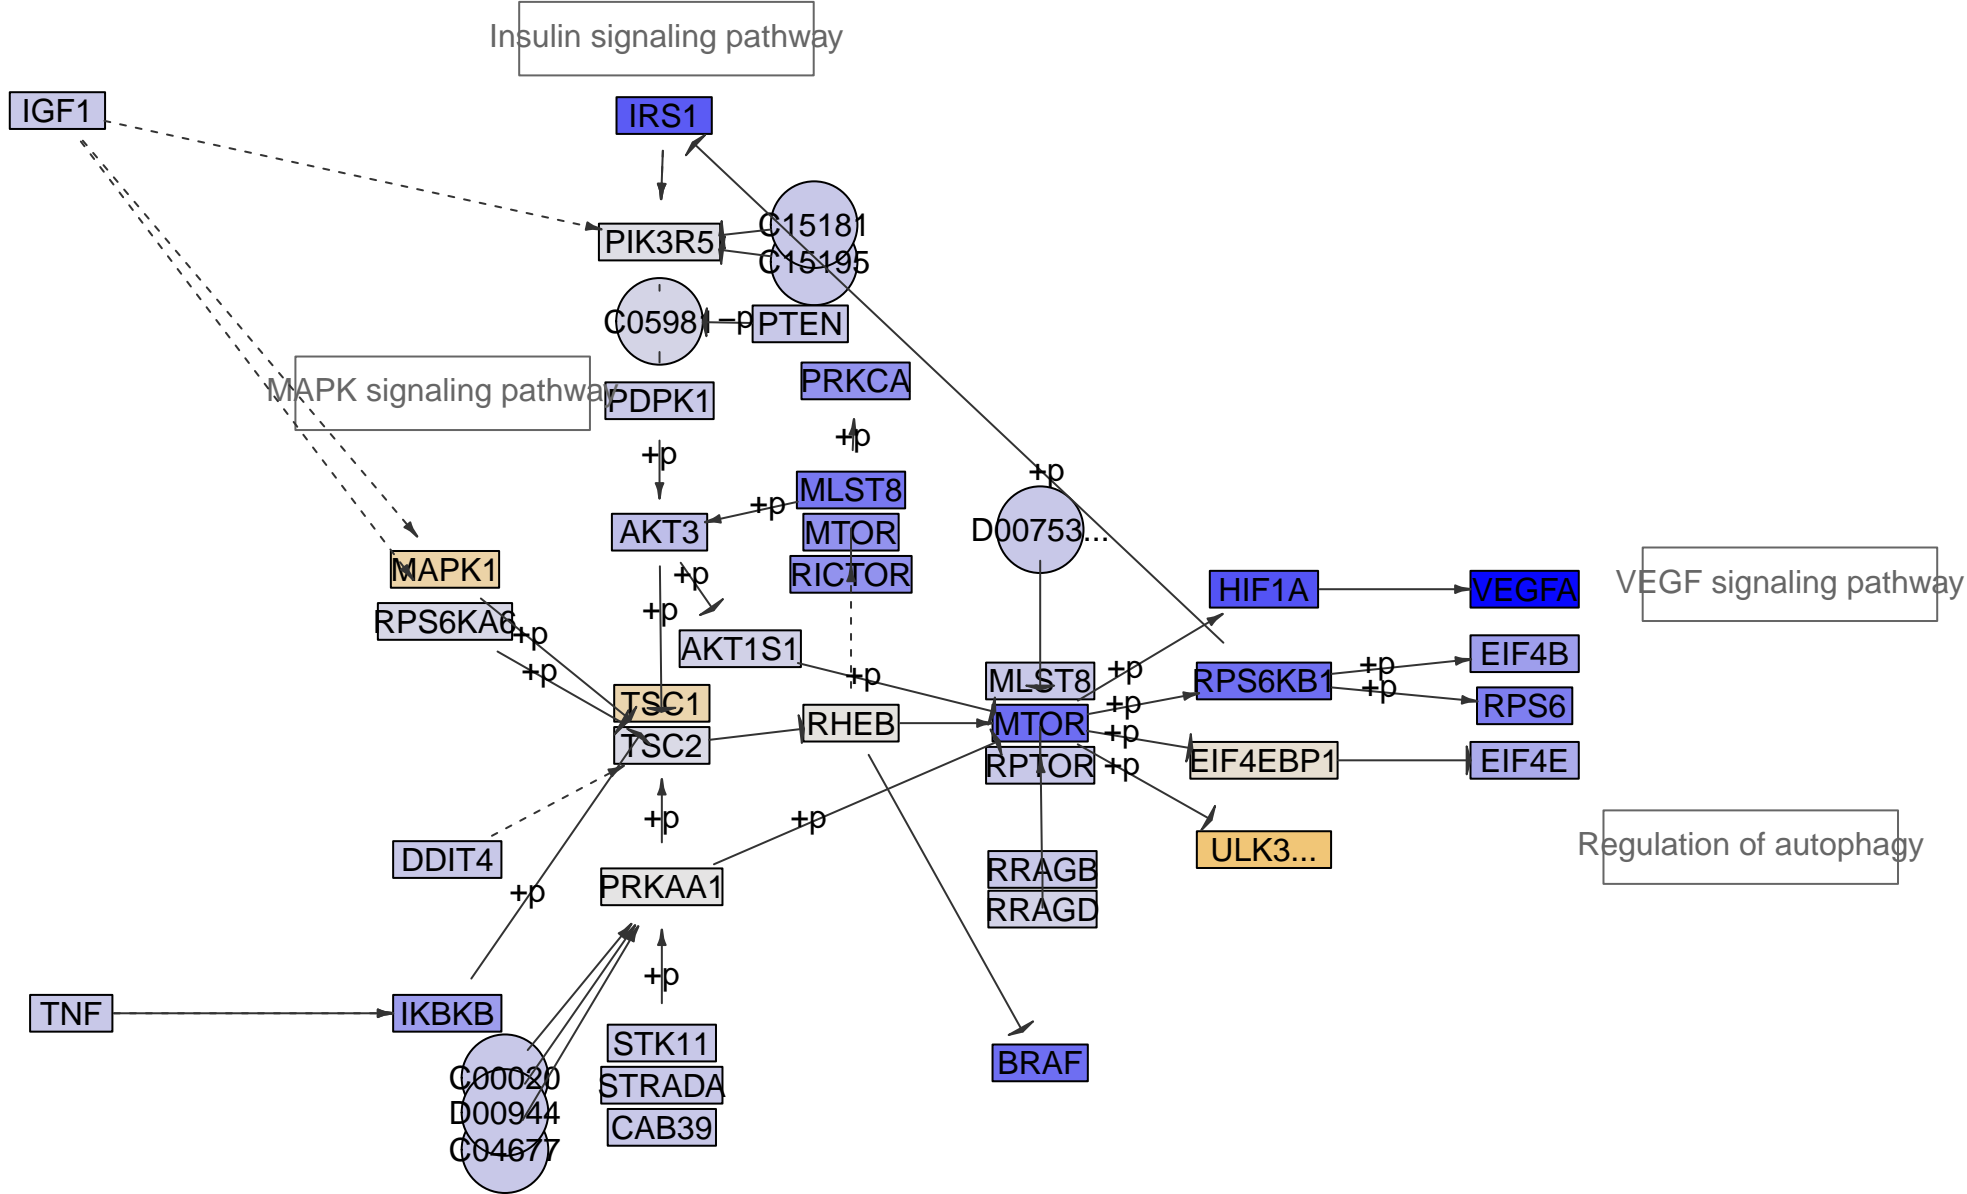 Insulin signaling pathway
IGF1
IRS1
PIK3R5
C15181
C15195
C05981
-p
PTEN
MAPK signaling pathway
PDPK1
PRKCA
+p
+p
+p
MLST8
+p
AKT3
MTOR
D00753...
MAPK1
+p
RICTOR
HIF1A
VEGFA
VEGF signaling pathway
RPS6KA6
+p
+p
AKT1S1
+p
+p
MLST8
+p
RPS6KB1
+p
EIF4B
TSC1
+p
+p
RPS6
TSC2
RHEB
MTOR
+p
RPTOR
+p
EIF4EBP1
EIF4E
+p
+p
DDIT4
ULK3...
Regulation of autophagy
PRKAA1
RRAGB
+p
RRAGD
+p
TNF
IKBKB
STK11
BRAF
C00020
STRADA
D00944
CAB39
C04677